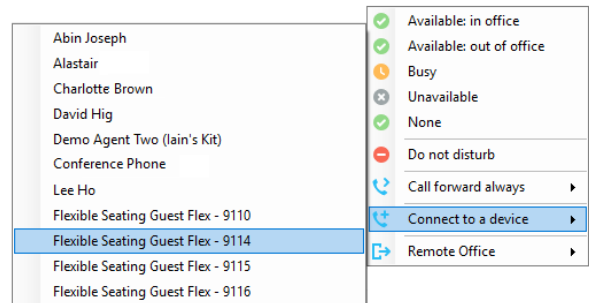 Abin Joseph
Alastair
Charlotte Brown
David Hig
Demo Agent Two (Iain's Kit)
Conference Phone
Lee Ho
Flexible Seating Guest Flex - 9110
Flexible Seating Guest Flex - 9114
Flexible Seating Guest Flex - 9115
Flexible Seating Guest Flex - 9116
Available: in office
Available: out of office
Busy
Unavailable
None
Do not disturb
Call forward always
Connect to a device
Remote Office